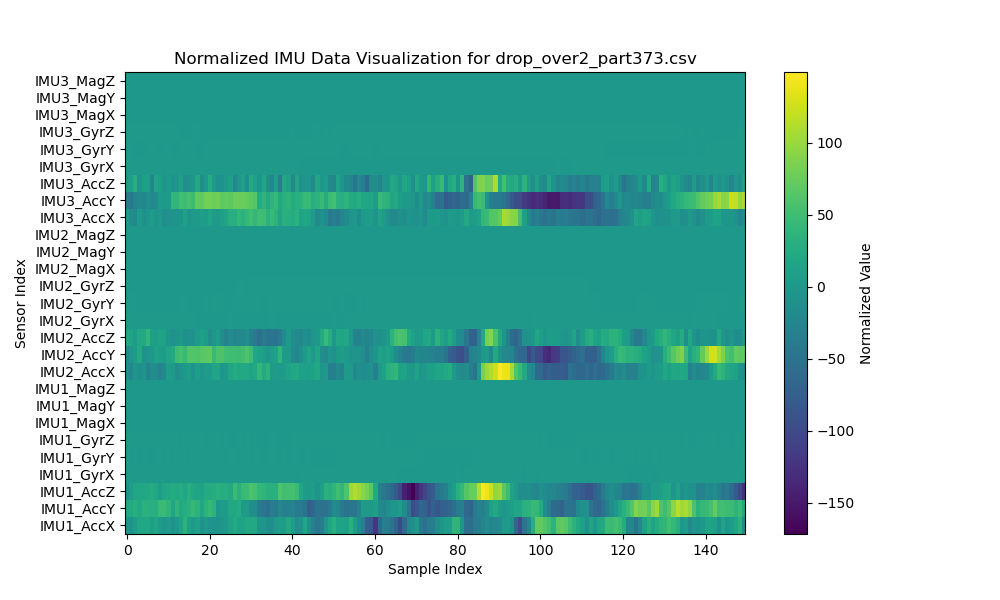 Normalized IMU Data Visualization for drop_over2_part373.csv
IMU3_MagZ
IMU3_MagY
IMU3_MagX
IMU3_GyrZ
IMU3_GyrY
IMU3_GyrX
IMU3_AccZ
IMU3_AccY
IMU3_AccX
IMU2_MagZ
IMU2_MagY
IMU2_MagX
IMU2_GyrZ
IMU2_GyrY
IMU2_GyrX
IMU2_AccZ
IMU2_AccY
IMU2_AccX
IMU1_MagZ
IMU1_MagY
IMU1_MagX
IMU1_GyrZ
IMU1_GyrY
IMU1_GyrX
IMU1_AccZ
IMU1_AccY
IMU1_AccX
Sensor Index
0 20 40 60 80 100 120 140
Sample Index
100
50
0
−50
−100
−150
Normalized Value